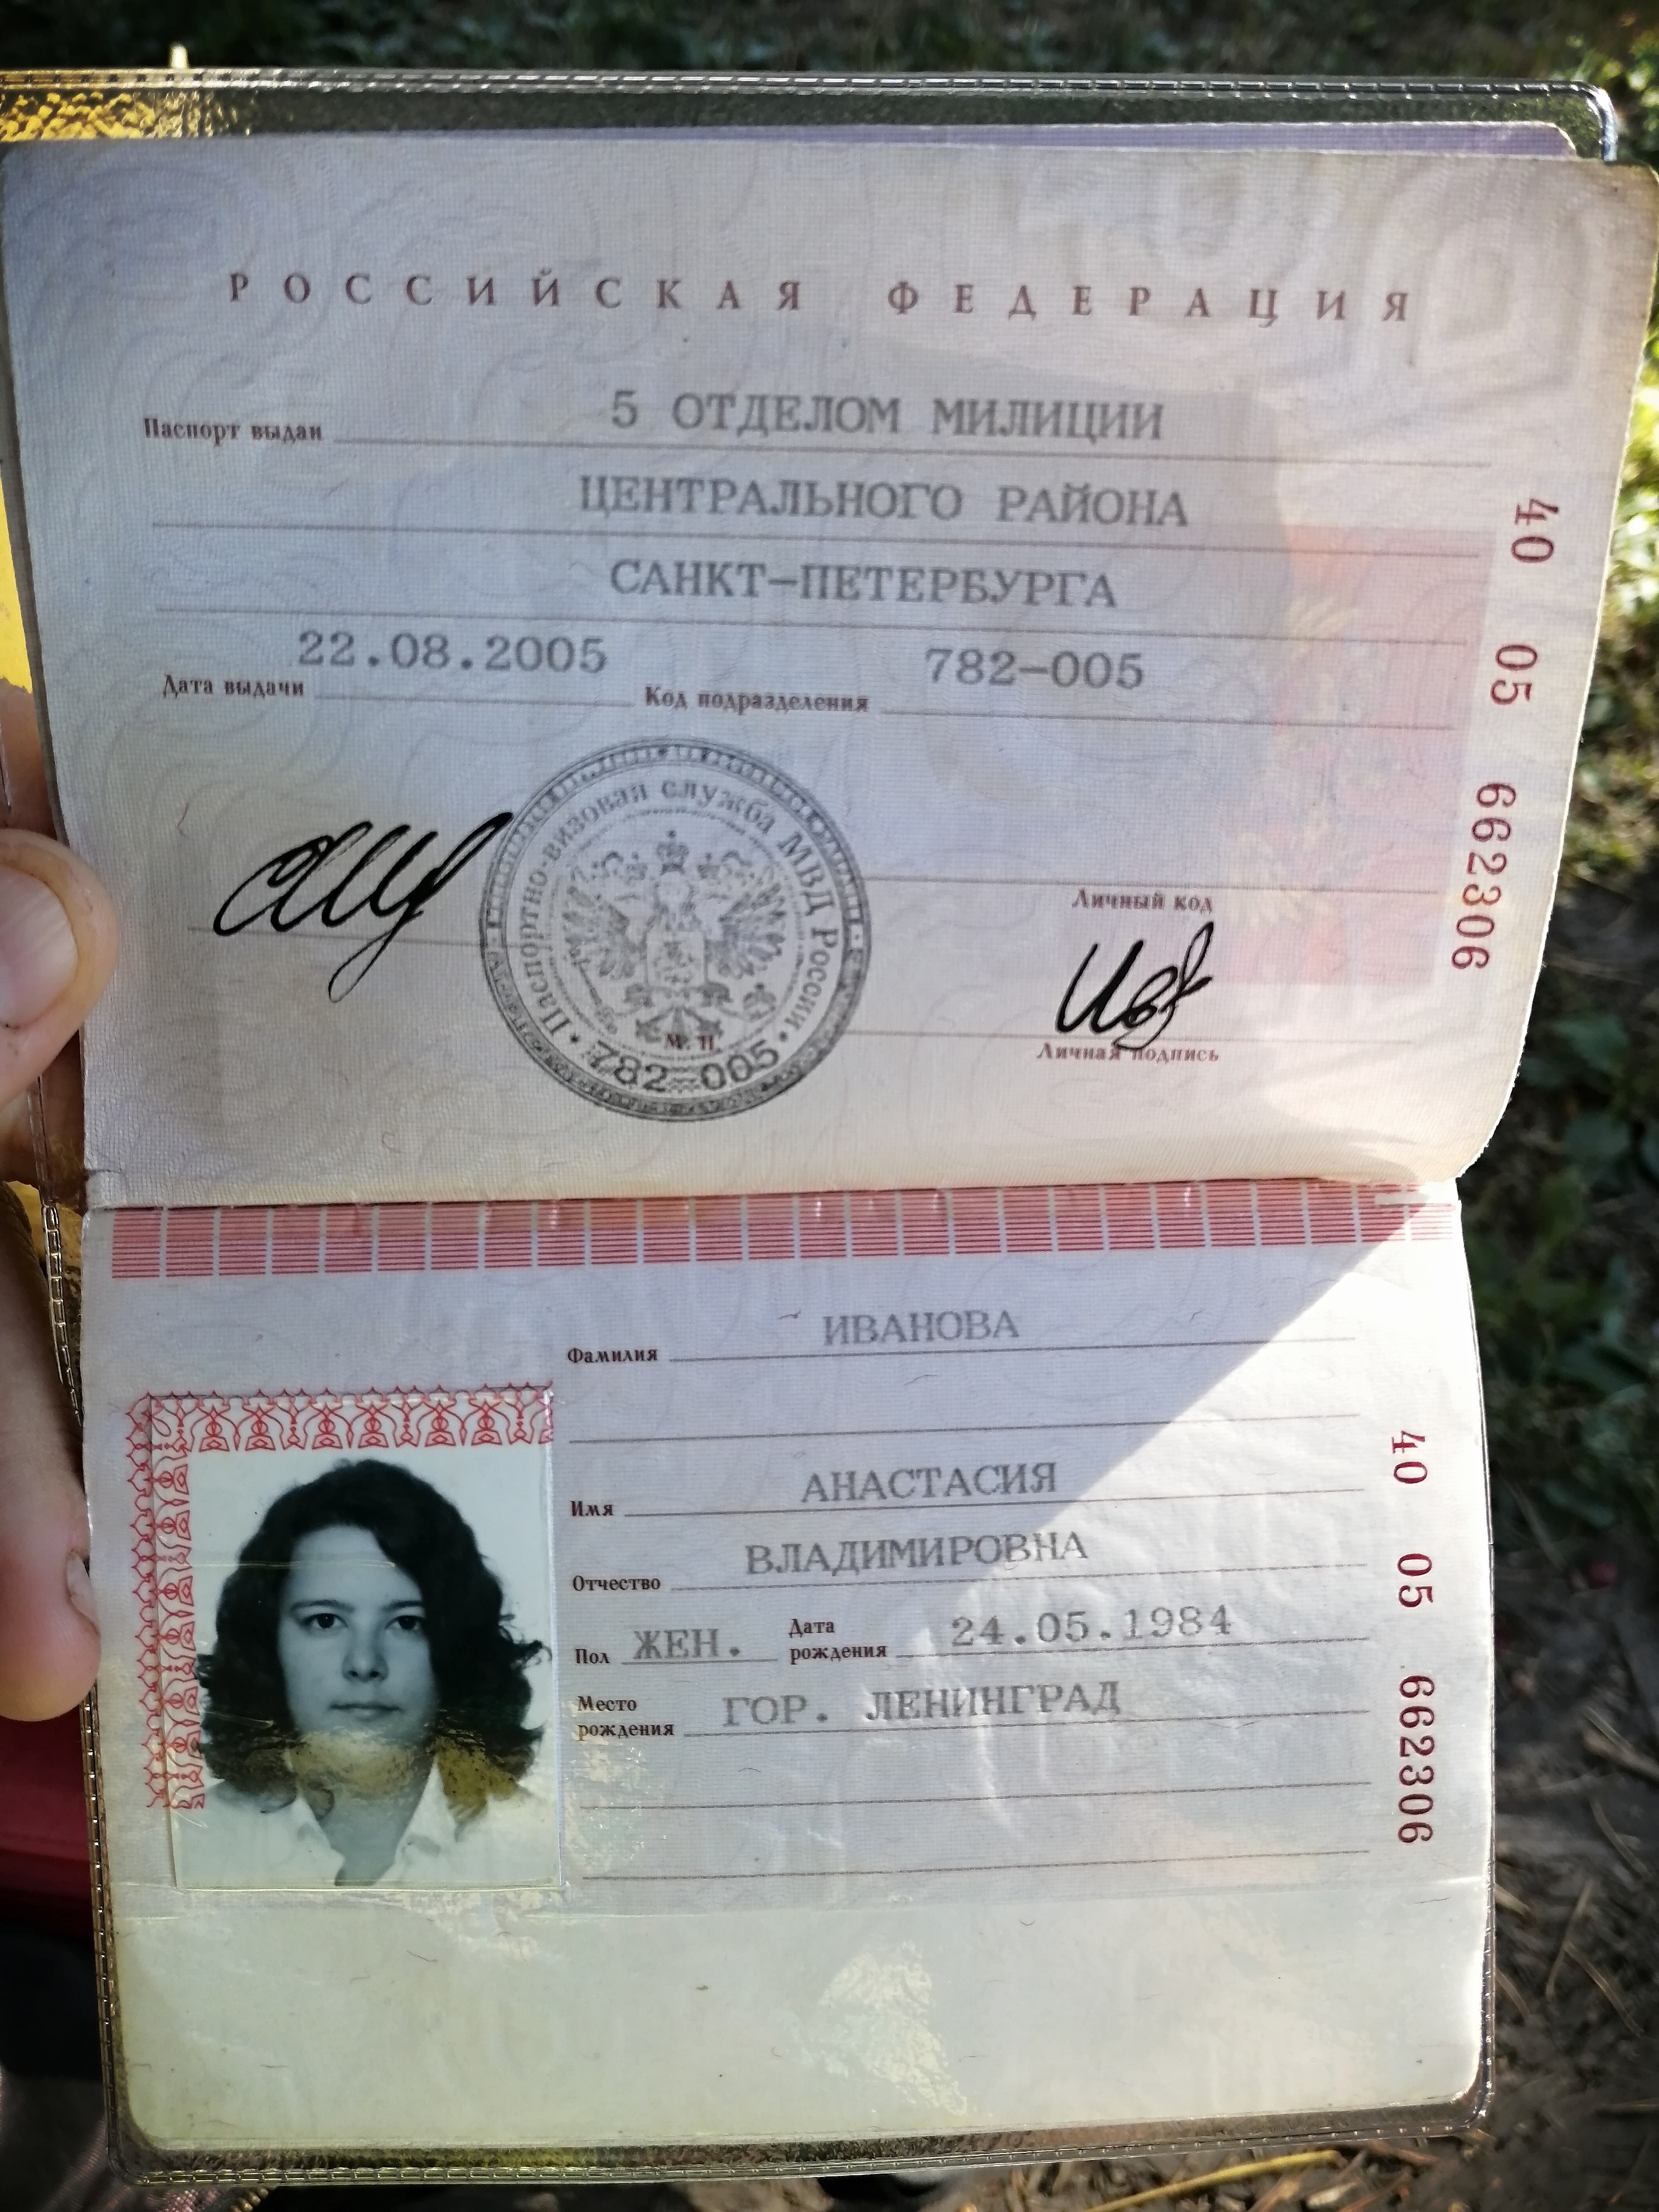 РОССИЙСКАЯ ФЕДЕРАЦИЯ
Паспорт выдан 5 ОТДЕЛОМ МИЛИЦИИ
ЦЕНТРАЛЬНОГО РАЙОНА
САНКТ-ПЕТЕРБУРГА
Дата выдачи 22.08.2005 Код подразделения 782-005
Паспортно-визовая служба МВД России
М.П.
782-005
Личный код
Личная подпись
40 05 662306
Фамилия ИВАНОВА
Имя АНАСТАСИЯ
Отчество ВЛАДИМИРОВНА
Пол ЖЕН. Дата рождения 24.05.1984
Место рождения ГОР. ЛЕНИНГРАД
40 05 662306